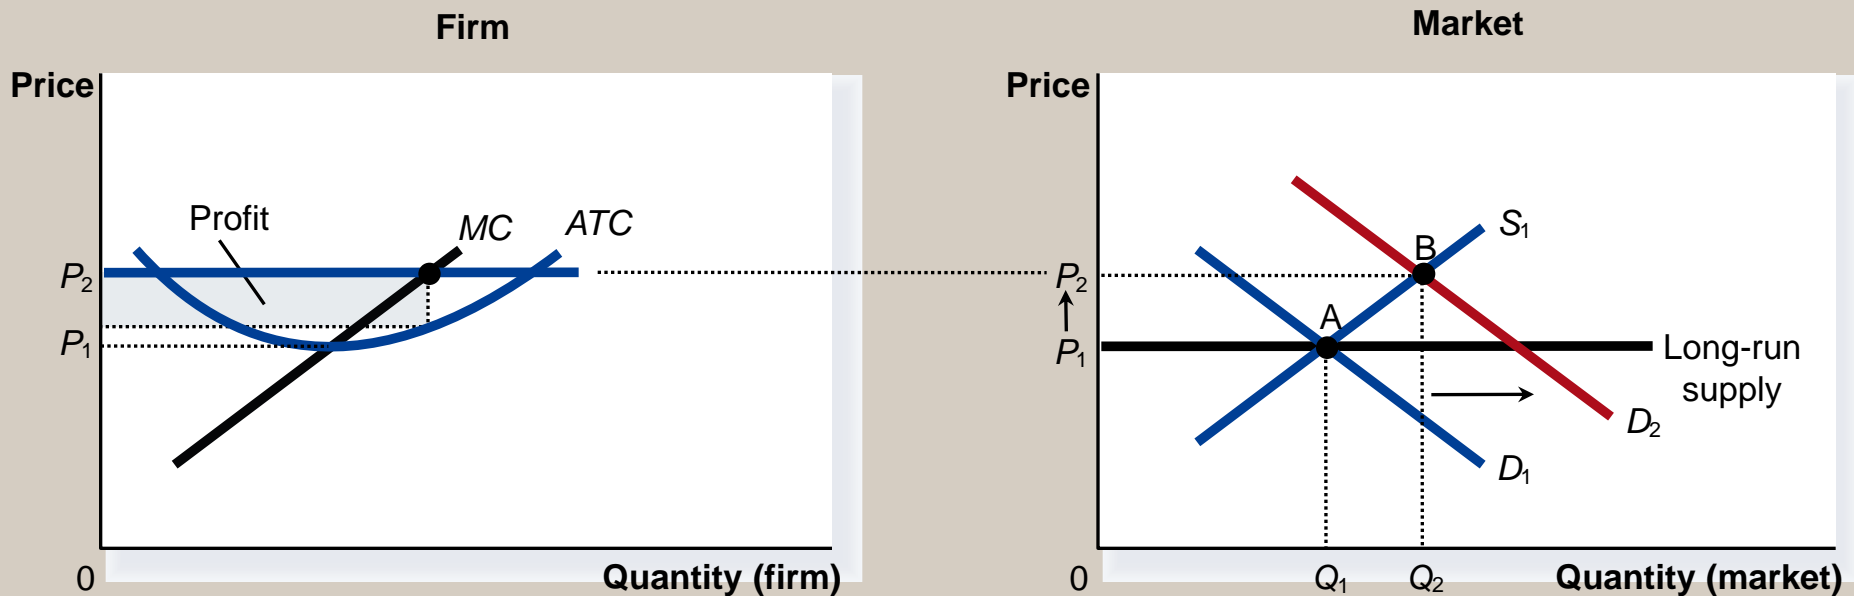 Firm
Price
Profit
MC
ATC
P2
P1
0
Quantity (firm)
Market
Price
S1
B
P2
A
P1
Long-run
supply
D2
D1
0
Q1
Q2
Quantity (market)